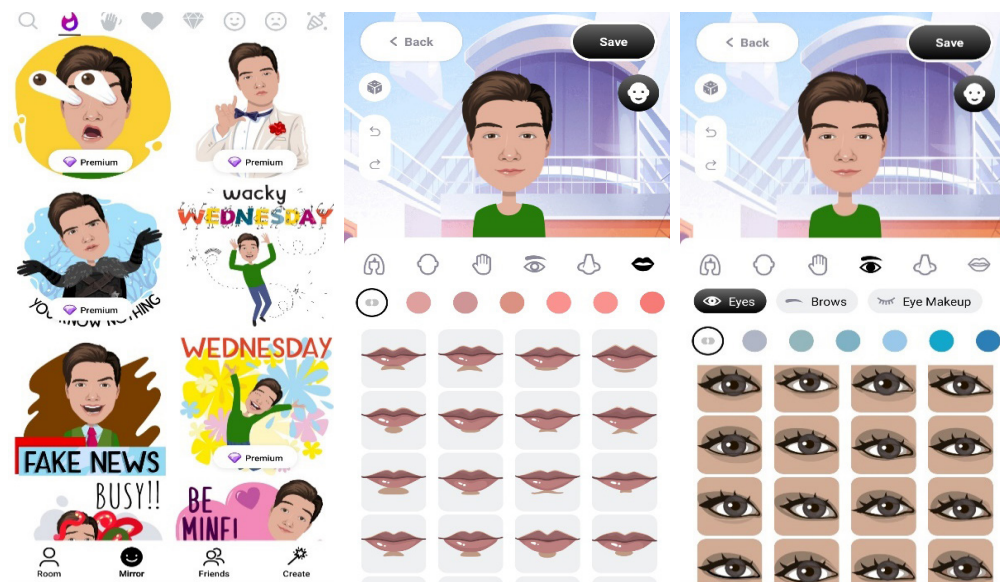 Premium
Premium
wacky
WEDNESDAY
YOU KNOW NOTHING
Premium
WEDNESDAY
FAKE NEWS
Premium
BUSY!!
BE
MINE!
Room
Mirror
Friends
Create
Back
Save
Back
Save
Eyes
Brows
Eye Makeup